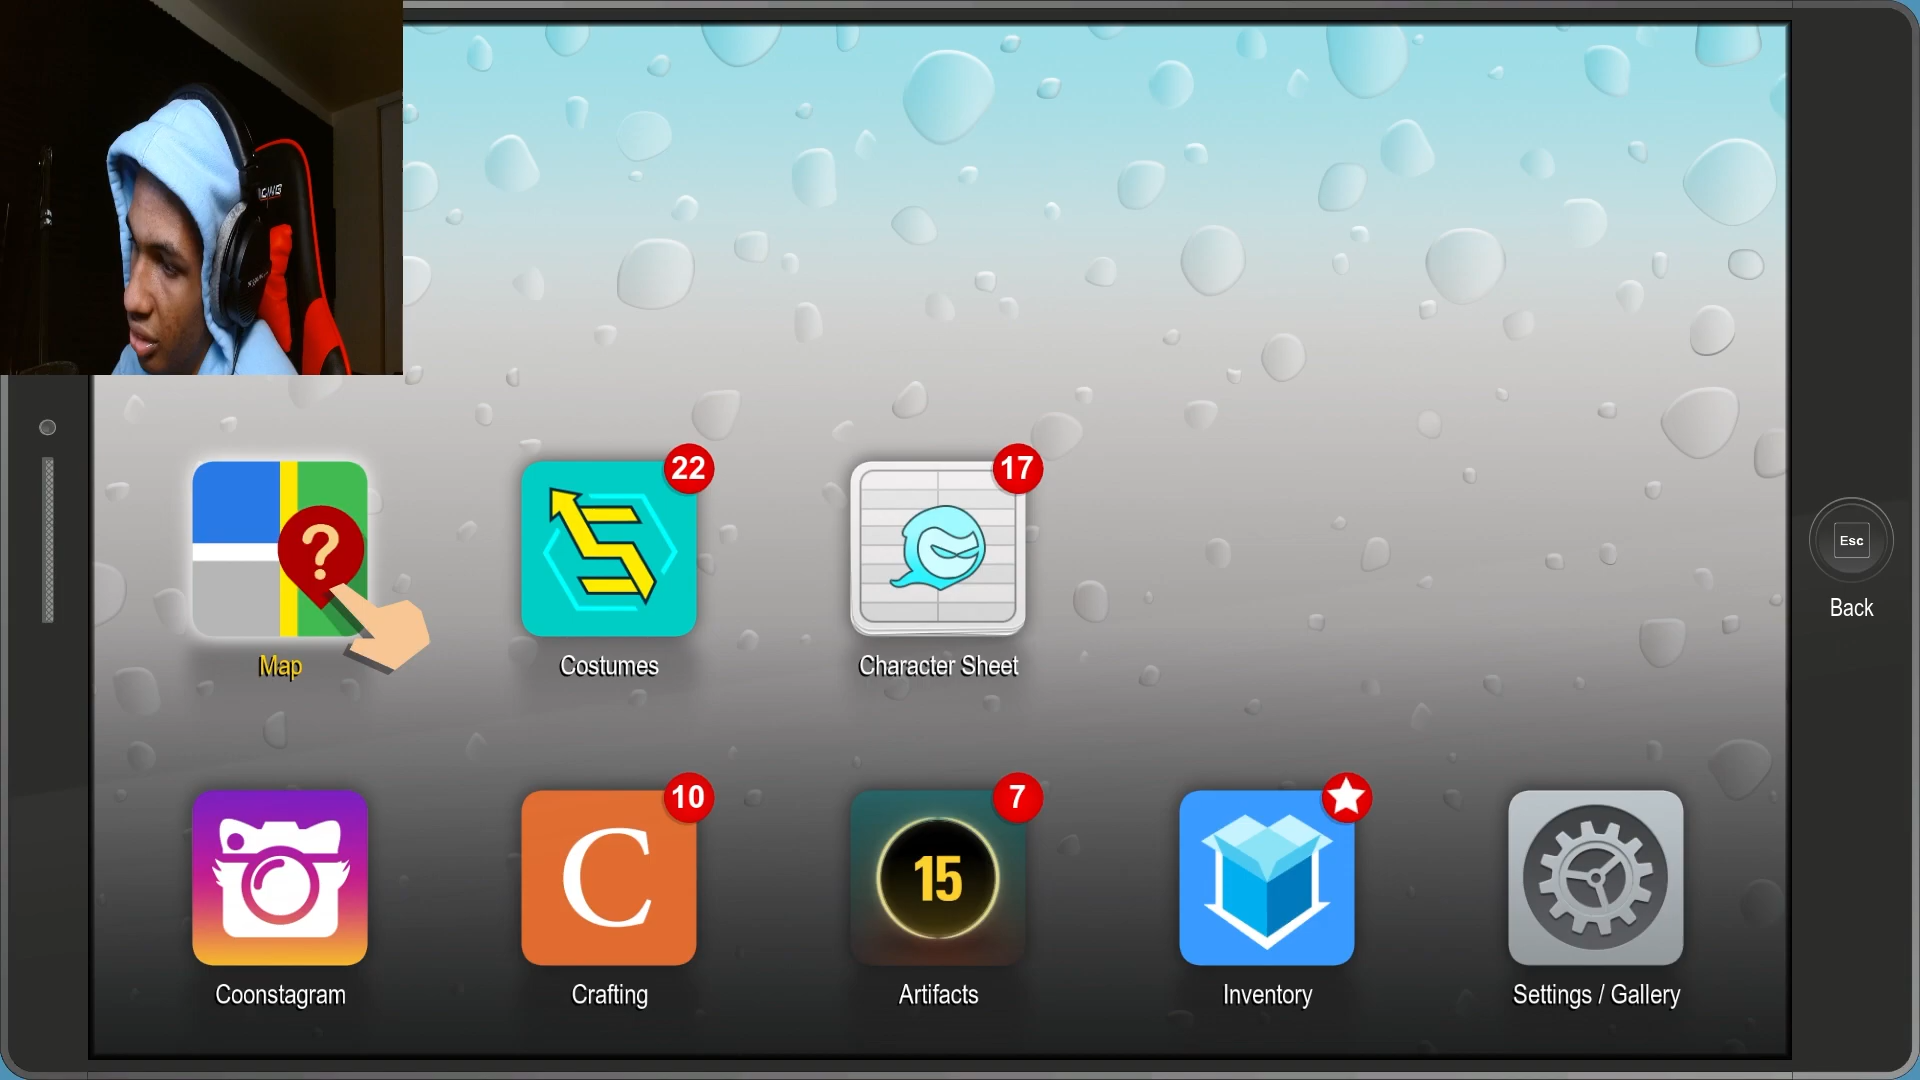 22
17
?
Map
Costumes
Character Sheet
Esc
Back
10
7
C
15
Coonstagram
Crafting
Artifacts
Inventory
Settings / Gallery